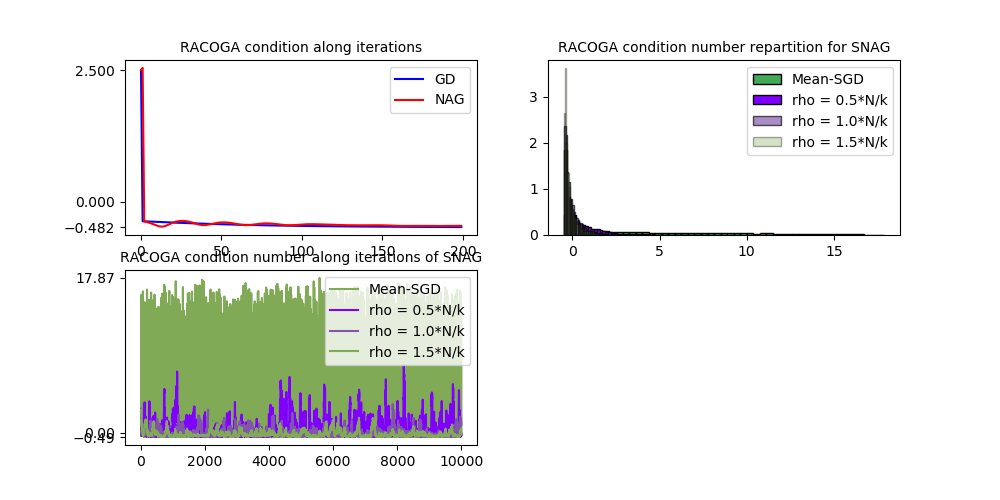 RACOGA condition along iterations
2.500
0.000
−0.482
0
50
100
150
200
GD
NAG
RACOGA condition number repartition for SNAG
3
2
1
0
0
5
10
15
Mean-SGD
rho = 0.5*N/k
rho = 1.0*N/k
rho = 1.5*N/k
RACOGA condition number along iterations of SNAG
17.87
0.00
−0.49
0
2000
4000
6000
8000
10000
Mean-SGD
rho = 0.5*N/k
rho = 1.0*N/k
rho = 1.5*N/k